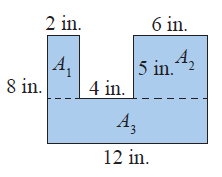 2 in. 6 in.
A₁ 5 in. A₂
8 in. 4 in.
A₃
12 in.